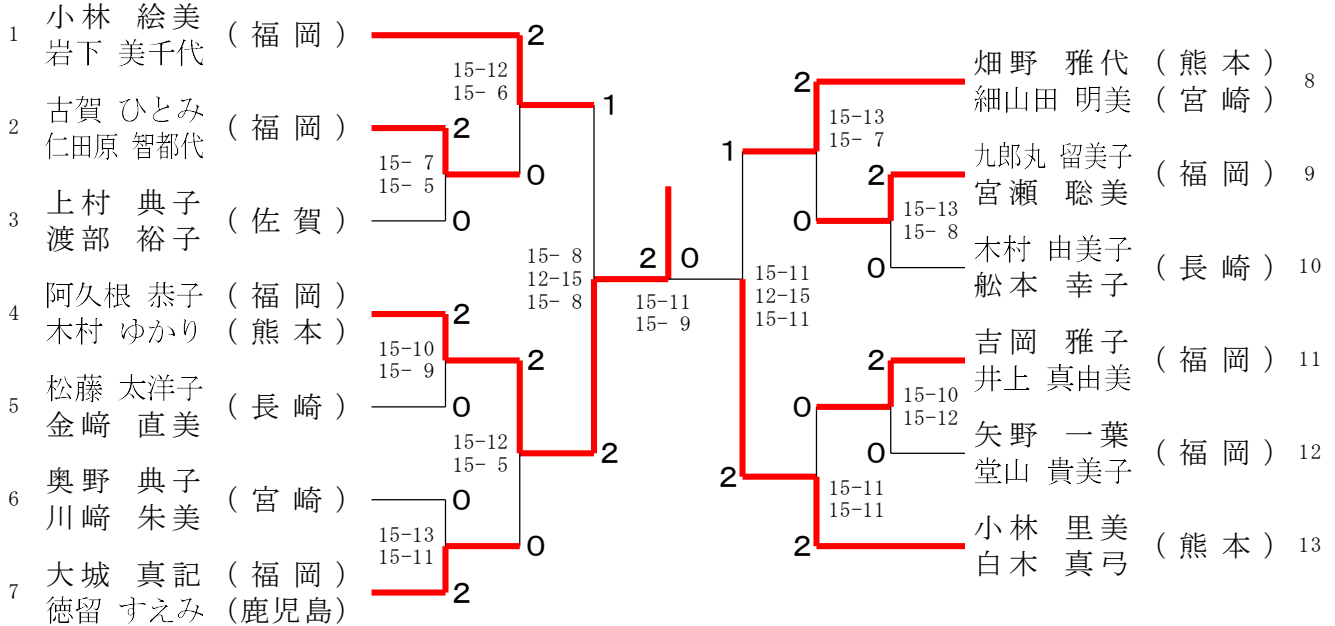 1 小林 絵美 (福岡)
岩下 美千代
2
15-12
15- 6
1
2 古賀 ひとみ (福岡)
仁田原 智都代
2
15- 7
15- 5
0
3 上村 典子 (佐賀)
渡部 裕子
0
15- 8
12-15
15- 8
4 阿久根 恭子 (福岡)
木村 ゆかり (熊本)
2
15-10
15- 9
2
5 松藤 太洋子 (長崎)
金﨑 直美
0
15-12
15- 5
2
6 奥野 典子 (宮崎)
川﨑 朱美
0
15-13
15-11
0
7 大城 真記 (福岡)
徳留 すえみ (鹿児島)
2
2 0
15-11
15- 9
畑野 雅代 (熊本) 8
細山田 明美 (宮崎)
2
15-13
15- 7
1
九郎丸 留美子 (福岡) 9
宮瀬 聡美
2
0
15-13
15- 8
木村 由美子 (長崎) 10
舩本 幸子
0
15-11
12-15
15-11
吉岡 雅子 (福岡) 11
井上 真由美
2
0
15-10
15-12
矢野 一葉 (福岡) 12
堂山 貴美子
0
2
15-11
15-11
小林 里美 (熊本) 13
白木 真弓
2